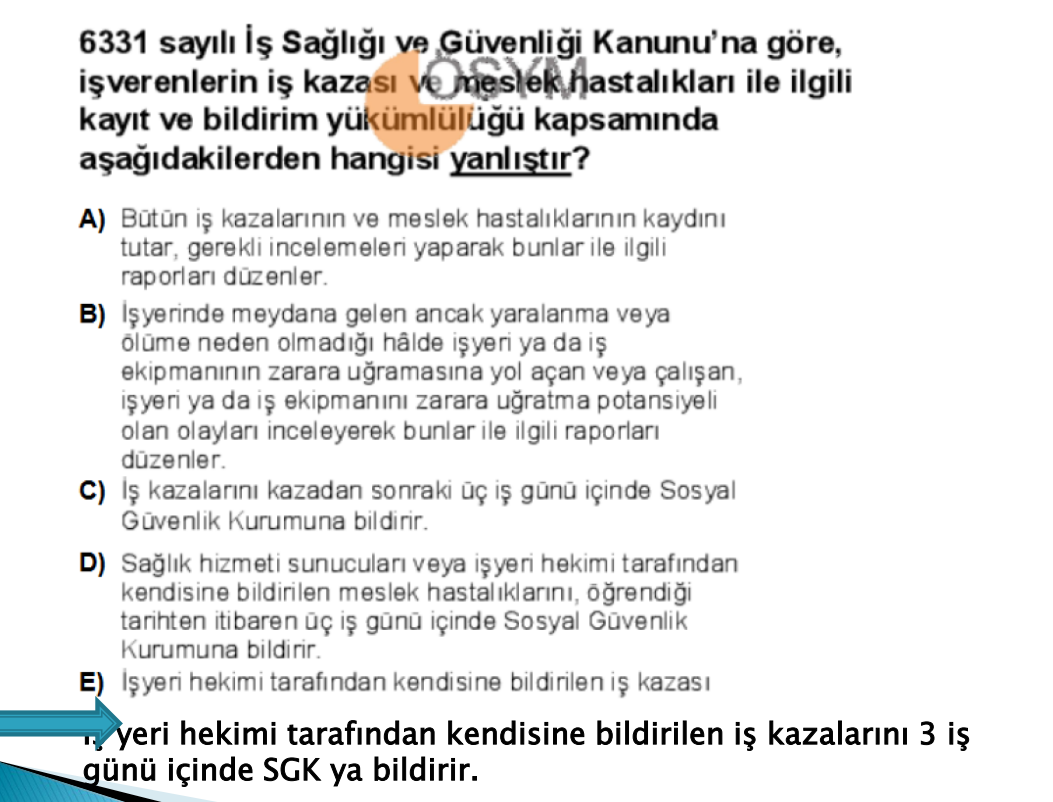 6331 sayılı İş Sağlığı ve Güvenliği Kanunu'na göre,
işverenlerin iş kazası ve meslek hastalıkları ile ilgili
kayıt ve bildirim yükümlülüğü kapsamında
aşağıdakilerden hangisi yanlıştır?
ÖSYM
A) Bütün iş kazalarının ve meslek hastalıklarının kaydını
tutar, gerekli incelemeleri yaparak bunlar ile ilgili
raporları düzenler.
B) İşyerinde meydana gelen ancak yaralanma veya
ölüme neden olmadığı hâlde işyeri ya da iş
ekipmanının zarara uğramasına yol açan veya çalışan,
işyeri ya da iş ekipmanını zarara uğratma potansiyeli
olan olayları inceleyerek bunlar ile ilgili raporları
düzenler.
C) İş kazalarını kazadan sonraki üç iş günü içinde Sosyal
Güvenlik Kurumuna bildirir.
D) Sağlık hizmeti sunucuları veya işyeri hekimi tarafından
kendisine bildirilen meslek hastalıklarını, öğrendiği
tarihten itibaren üç iş günü içinde Sosyal Güvenlik
Kurumuna bildirir.
E) İşyeri hekimi tarafından kendisine bildirilen iş kazası
İş yeri hekimi tarafından kendisine bildirilen iş kazalarını 3 iş
günü içinde SGK ya bildirir.